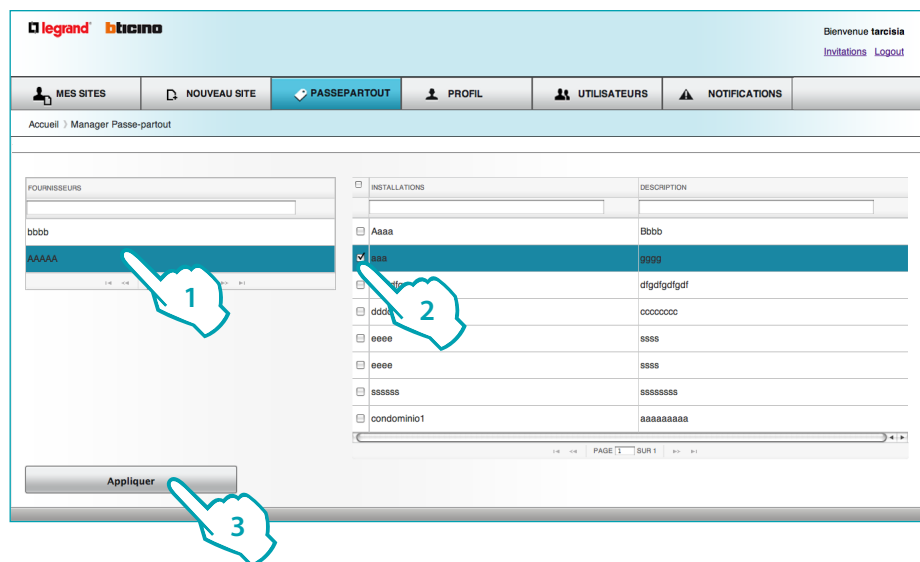 legrand bticino
Bienvenue tarcisia
Invitations Logout
MES SITES NOUVEAU SITE PASSEPARTOUT PROFIL UTILISATEURS NOTIFICATIONS
Accueil > Manager Passe-partout
FOURNISSEURS
bbbb
AAAAA
1
INSTALLATIONS DESCRIPTION
Aaaa Bbbb
aaa gggg
dfgdfgdfgdf
cccccccc
eeee ssss
eeee ssss
ssssss ssssssss
condominio1 aaaaaaaaa
2
PAGE 1 SUR 1
Appliquer
3